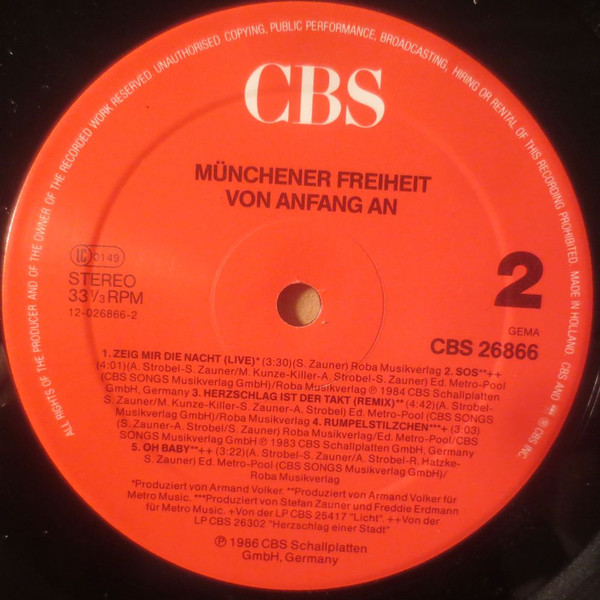 ALL RIGHTS OF THE PRODUCER AND OF THE OWNER OF THE RECORDED WORK RESERVED UNAUTHORISED COPYING, PUBLIC PERFORMANCE, BROADCASTING, HIRING OR RENTAL OF THIS RECORDING PROHIBITED. MADE IN HOLLAND. CBS AND ® CBS INC
CBS
MÜNCHENER FREIHEIT
VON ANFANG AN
LC 0149
STEREO
33 1/3 RPM
12-026866-2
2
GEMA
CBS 26866
1. ZEIG MIR DIE NACHT (LIVE)* (3:30)(S. Zauner) Roba Musikverlag 2. SOS**++
(4:01)(A. Strobel-S. Zauner/M. Kunze-Killer-A. Strobel-S. Zauner) Ed. Metro-Pool
(CBS SONGS Musikverlag GmbH)/Roba Musikverlag ℗ 1984 CBS Schallplatten
GmbH, Germany 3. HERZSCHLAG IST DER TAKT (REMIX)** (4:42)(A. Strobel-
S. Zauner/M. Kunze-Killer-S. Zauner-A. Strobel) Ed. Metro-Pool (CBS SONGS
Musikverlag GmbH)/Roba Musikverlag 4. RUMPELSTILZCHEN***+ (3:03)
(S. Zauner/A. Strobel-S. Zauner) Ed. Metro-Pool/CBS
SONGS Musikverlag GmbH ℗ 1983 CBS Schallplatten GmbH, Germany
5. OH BABY**++ (3:22)(A. Strobel-S. Zauner/A. Strobel-R. Hatzke-
S. Zauner) Ed. Metro-Pool (CBS SONGS Musikverlag GmbH)/
Roba Musikverlag
*Produziert von Armand Volker. **Produziert von Armand Volker für
Metro Music. ***Produziert von Stefan Zauner und Freddie Erdmann
für Metro Music. +Von der LP CBS 25417 "Licht". ++Von der
LP CBS 26302 "Herzschlag einer Stadt"
℗ 1986 CBS Schallplatten
GmbH, Germany